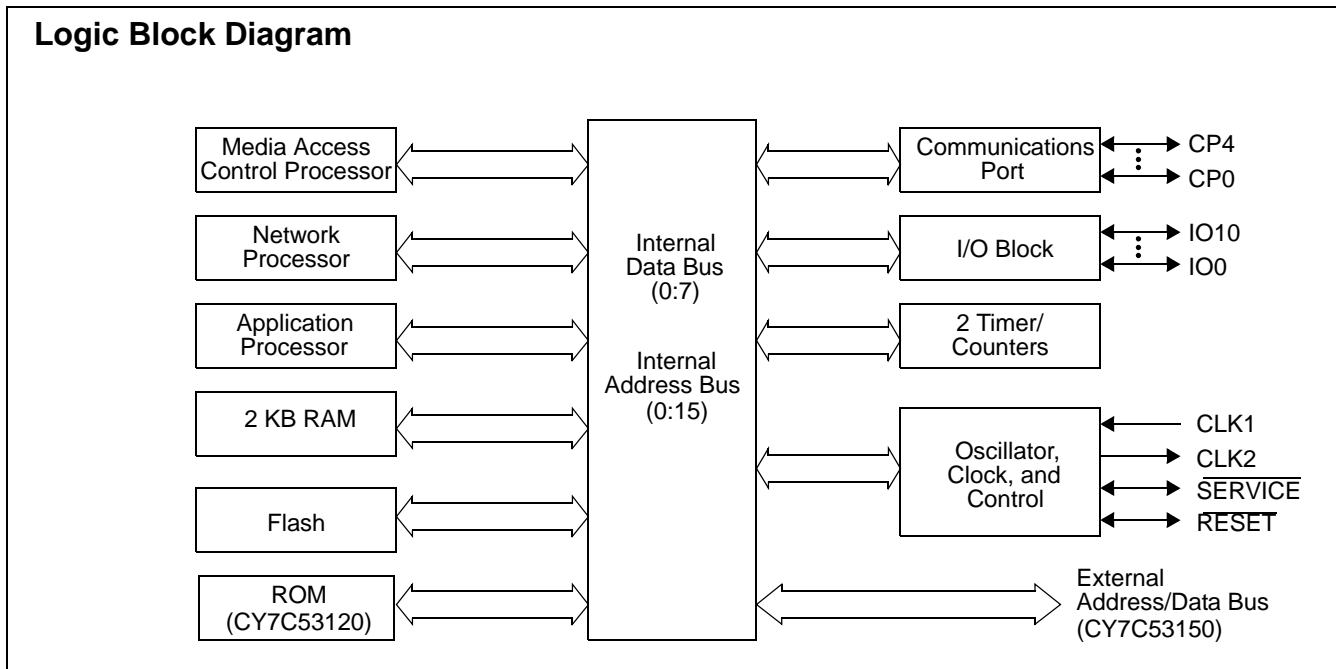 Logic Block Diagram
Media Access
Control Processor
Network
Processor
Application
Processor
2 KB RAM
Flash
ROM
(CY7C53120)
Internal
Data Bus
(0:7)
Internal
Address Bus
(0:15)
Communications
Port
CP4
CP0
I/O Block
IO10
IO0
2 Timer/
Counters
Oscillator,
Clock, and
Control
CLK1
CLK2
SERVICE
RESET
External
Address/Data Bus
(CY7C53150)